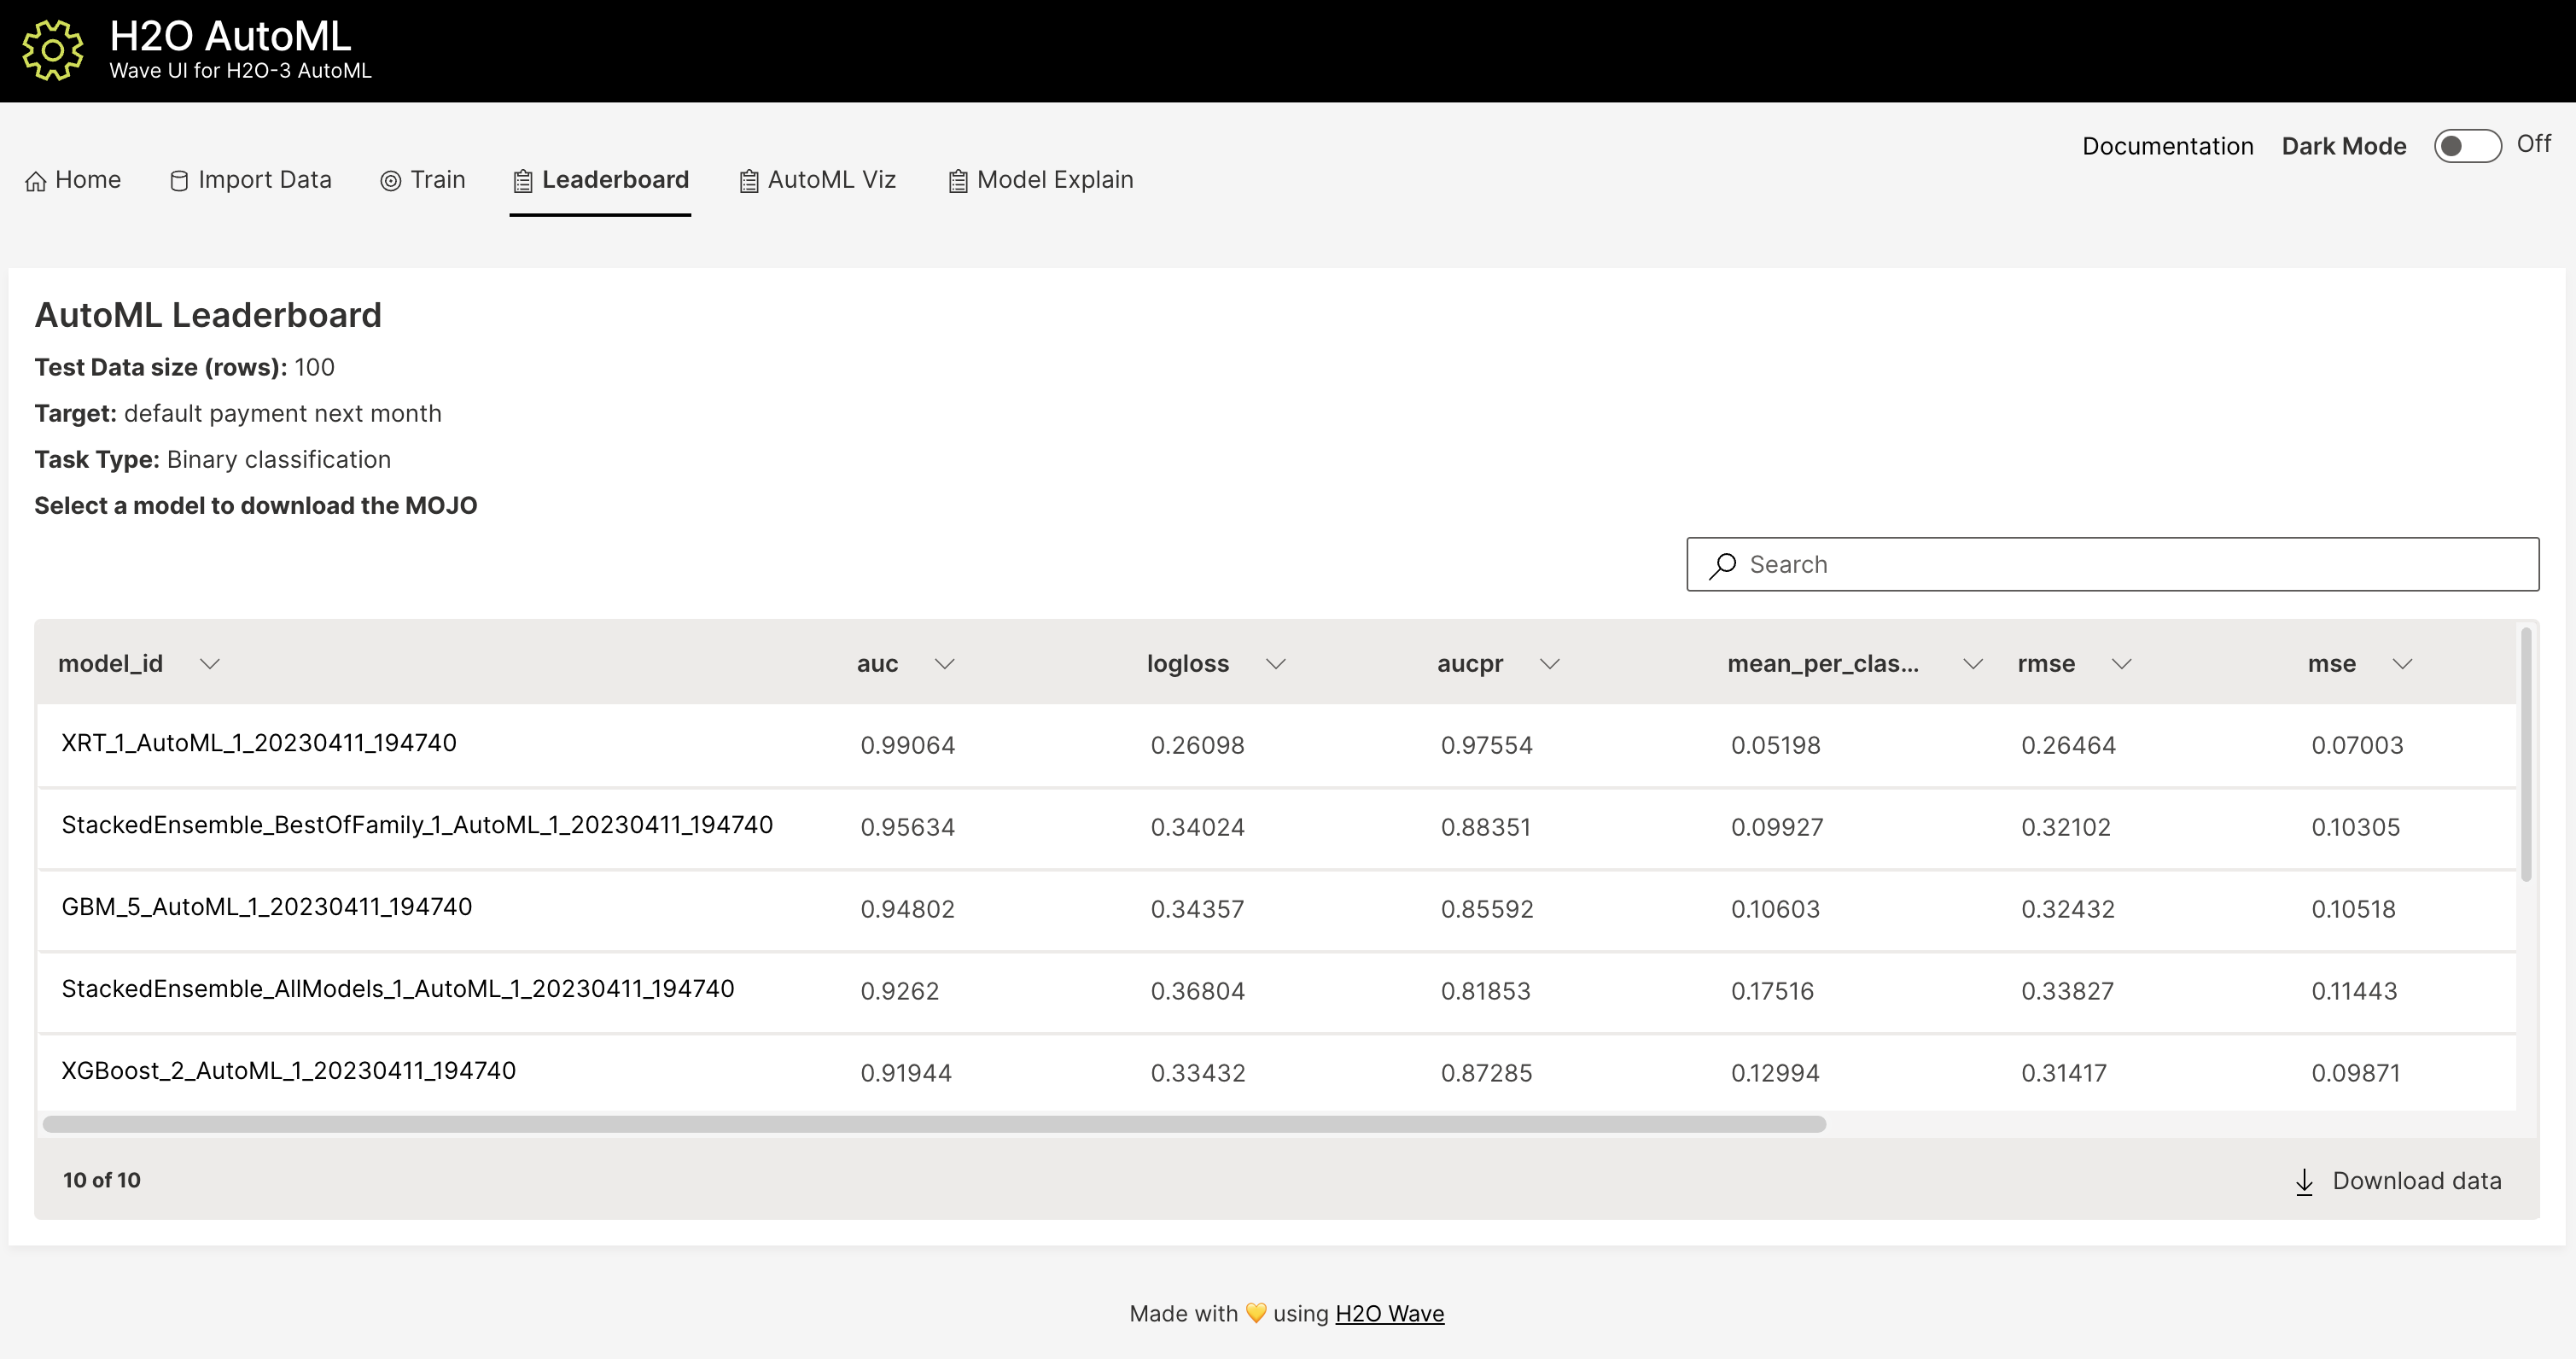 H2O AutoML
Wave UI for H2O-3 AutoML
Documentation Dark Mode Off
Home Import Data Train Leaderboard AutoML Viz Model Explain
AutoML Leaderboard
Test Data size (rows): 100
Target: default payment next month
Task Type: Binary classification
Select a model to download the MOJO
Search
model_id auc logloss aucpr mean_per_clas... rmse mse
XRT_1_AutoML_1_20230411_194740 0.99064 0.26098 0.97554 0.05198 0.26464 0.07003
StackedEnsemble_BestOfFamily_1_AutoML_1_20230411_194740 0.95634 0.34024 0.88351 0.09927 0.32102 0.10305
GBM_5_AutoML_1_20230411_194740 0.94802 0.34357 0.85592 0.10603 0.32432 0.10518
StackedEnsemble_AllModels_1_AutoML_1_20230411_194740 0.9262 0.36804 0.81853 0.17516 0.33827 0.11443
XGBoost_2_AutoML_1_20230411_194740 0.91944 0.33432 0.87285 0.12994 0.31417 0.09871
10 of 10 Download data
Made with 💛 using H2O Wave